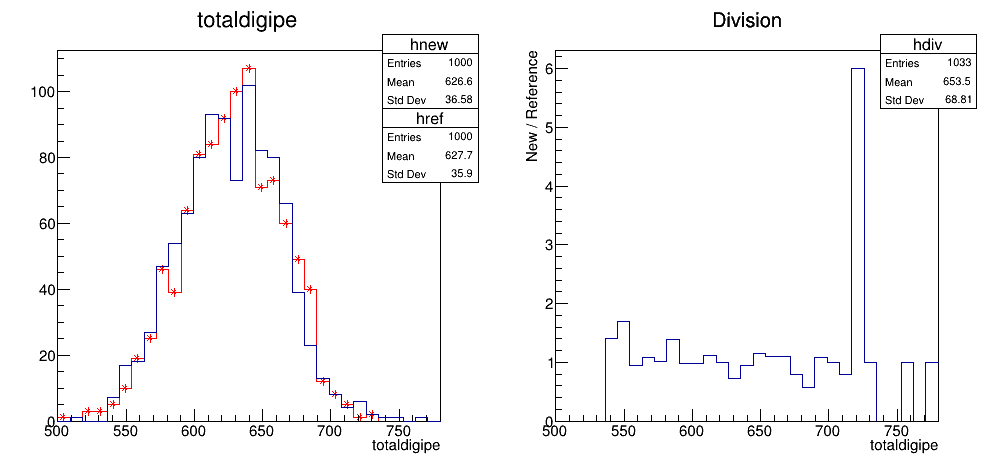 totaldigipe
hnew
Entries 1000
Mean 626.6
Std Dev 36.58
href
Entries 1000
Mean 627.7
Std Dev 35.9
100
80
60
40
20
0
500 550 600 650 700 750
totaldigipe
Division
hdiv
Entries 1033
Mean 653.5
Std Dev 68.81
New / Reference
6
5
4
3
2
1
0
500 550 600 650 700 750
totaldigipe